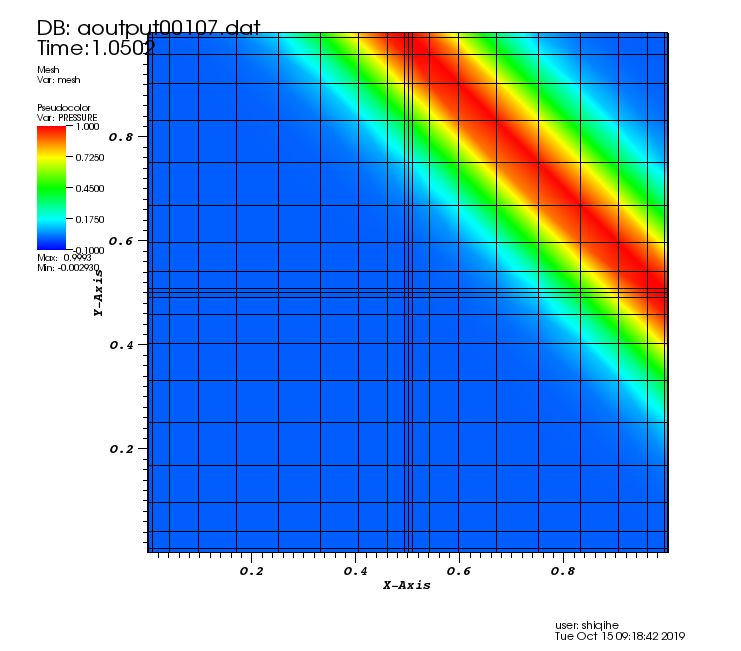 DB: aoutput00107.dat
Time:1.0502
Mesh
Var: mesh
Pseudocolor
Var: PRESSURE
1.000
0.7250
0.4500
0.1750
-0.1000
Max: 0.9993
Min: -0.002930
Y-Axis
0.8
0.6
0.4
0.2
0.2 0.4 0.6 0.8
X-Axis
user: shiqihe
Tue Oct 15 09:18:42 2019